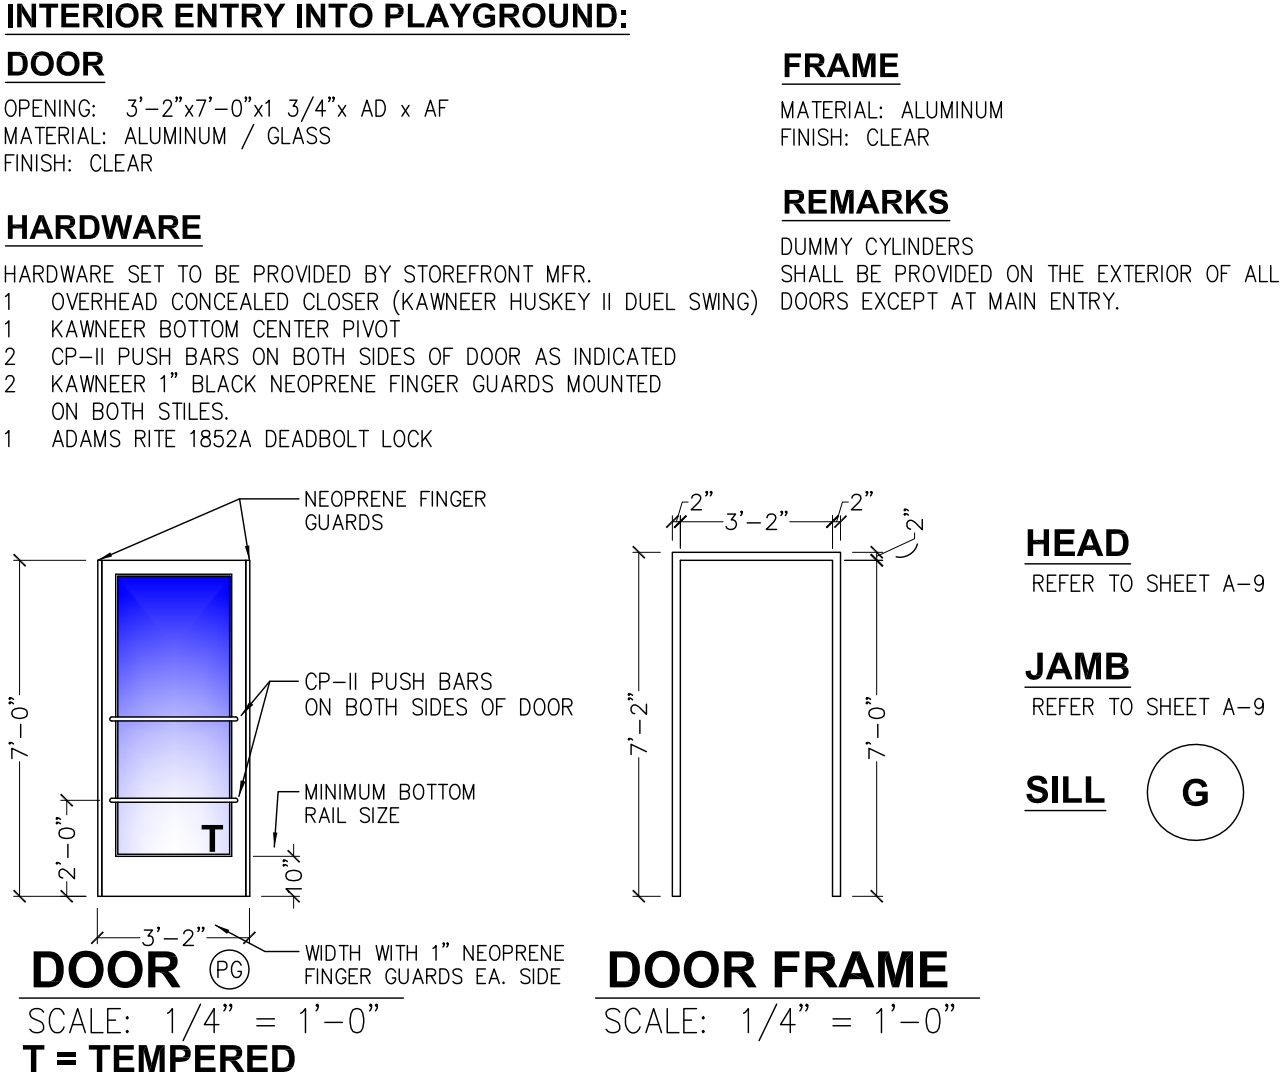 INTERIOR ENTRY INTO PLAYGROUND:
DOOR
OPENING: 3'-2"x7'-0"x1 3/4"x AD x AF
MATERIAL: ALUMINUM / GLASS
FINISH: CLEAR
FRAME
MATERIAL: ALUMINUM
FINISH: CLEAR
HARDWARE
HARDWARE SET TO BE PROVIDED BY STOREFRONT MFR.
1 OVERHEAD CONCEALED CLOSER (KAWNEER HUSKEY II DUEL SWING)
1 KAWNEER BOTTOM CENTER PIVOT
2 CP-II PUSH BARS ON BOTH SIDES OF DOOR AS INDICATED
2 KAWNEER 1" BLACK NEOPRENE FINGER GUARDS MOUNTED
ON BOTH STILES.
1 ADAMS RITE 1852A DEADBOLT LOCK
REMARKS
DUMMY CYLINDERS
SHALL BE PROVIDED ON THE EXTERIOR OF ALL
DOORS EXCEPT AT MAIN ENTRY.
NEOPRENE FINGER
GUARDS
7'-0"
CP-II PUSH BARS
ON BOTH SIDES OF DOOR
MINIMUM BOTTOM
RAIL SIZE
T
2'-0"
10"
3'-2"
WIDTH WITH 1" NEOPRENE
FINGER GUARDS EA. SIDE
DOOR PG
SCALE: 1/4" = 1'-0"
T = TEMPERED
2"
3'-2"
2"
2"
7'-2"
7'-0"
DOOR FRAME
SCALE: 1/4" = 1'-0"
HEAD
REFER TO SHEET A-9
JAMB
REFER TO SHEET A-9
SILL G